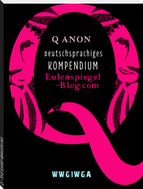 Q ANON
Deutschsprachiges
KOMPENDIUM
Eulenspiegel
-Blog.com
WWG1WGA